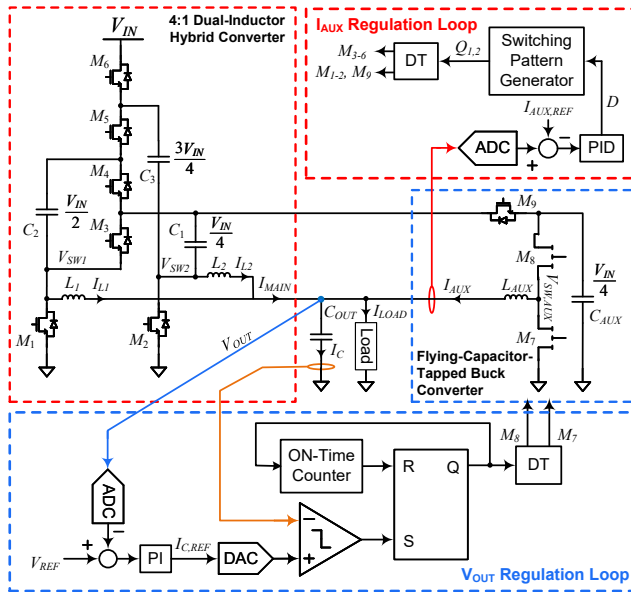 4:1 Dual-Inductor
Hybrid Converter
V_IN
M_6
M_5
C_3
3V_IN/4
M_4
V_IN/2
C_2
M_3
C_1
V_IN/4
V_SW1
V_SW2
L_2
I_L2
L_1
I_L1
I_MAIN
M_1
M_2
V_OUT
C_OUT
I_C
I_LOAD
Load
I_AUX Regulation Loop
M_3-6
M_1-2, M_9
DT
Q_1,2
Switching
Pattern
Generator
I_AUX,REF
D
ADC
+
−
PID
M_9
M_8
V_SW,AUX
V_IN/4
C_AUX
I_AUX
L_AUX
M_7
Flying-Capacitor-
Tapped Buck
Converter
M_8
M_7
DT
ON-Time
Counter
R
Q
S
ADC
−
+
V_REF
PI
I_C,REF
DAC
−
+
V_OUT Regulation Loop